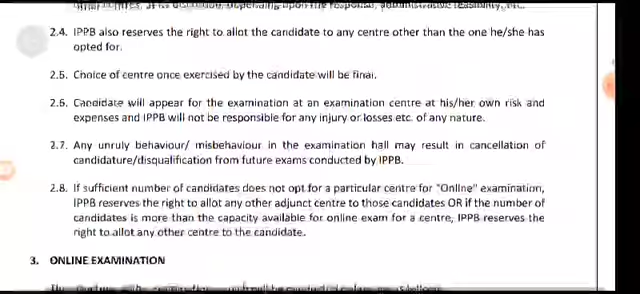 2.4. IPPB also reserves the right to allot the candidate to any centre other than the one he/she has
opted for.
2.5. Choice of centre once exercised by the candidate will be final.
2.6. Candidate will appear for the examination at an examination centre at his/her own risk and
expenses and IPPB will not be responsible for any injury or losses etc. of any nature.
2.7. Any unruly behaviour/ misbehaviour in the examination hall may result in cancellation of
candidature/disqualification from future exams conducted by IPPB.
2.8. If sufficient number of candidates does not opt for a particular centre for "Online" examination,
IPPB reserves the right to allot any other adjunct centre to those candidates OR if the number of
candidates is more than the capacity available for online exam for a centre, IPPB reserves the
right to allot any other centre to the candidate.
3. ONLINE EXAMINATION